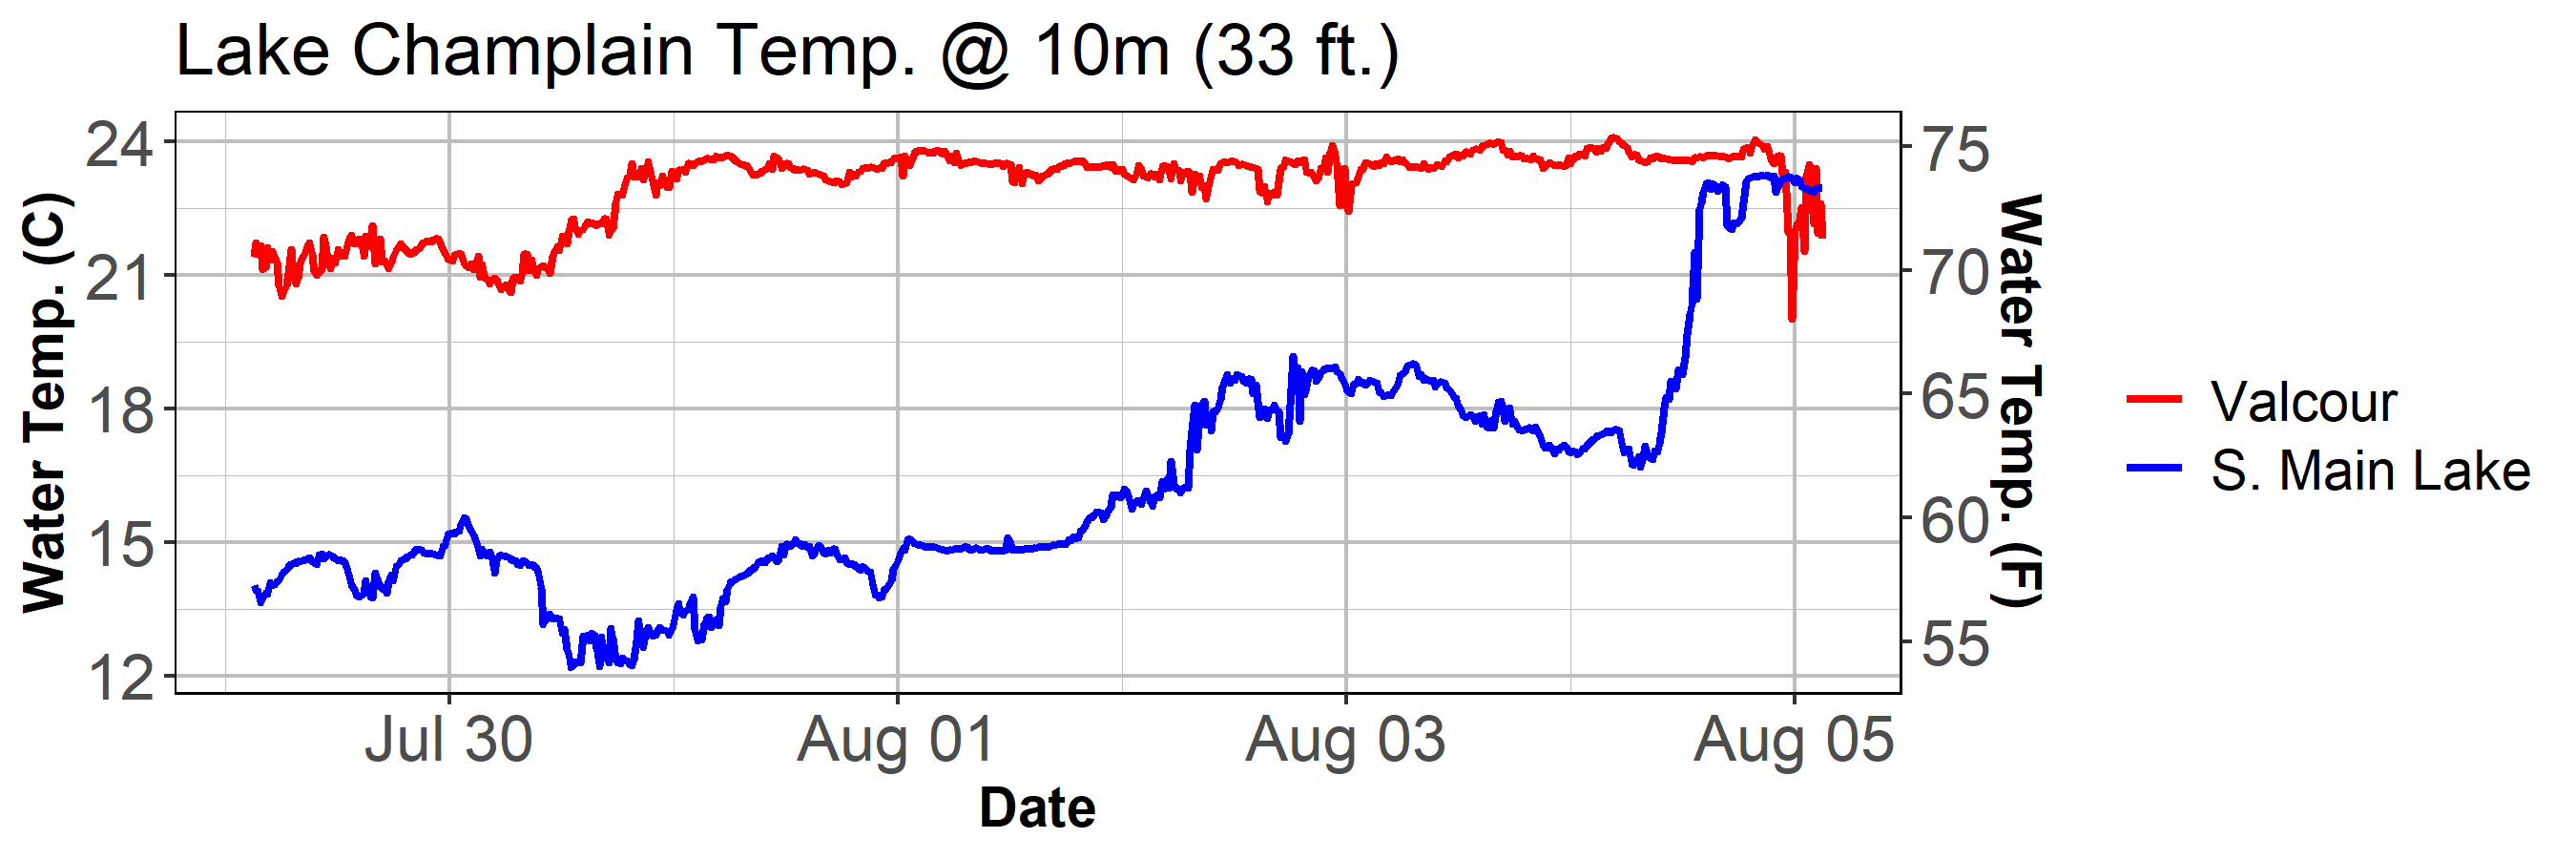 Lake Champlain Temp. @ 10m (33 ft.)
Water Temp. (C)
24
21
18
15
12
75
70
65
60
55
Water Temp. (F)
Jul 30
Aug 01
Aug 03
Aug 05
Date
Valcour
S. Main Lake